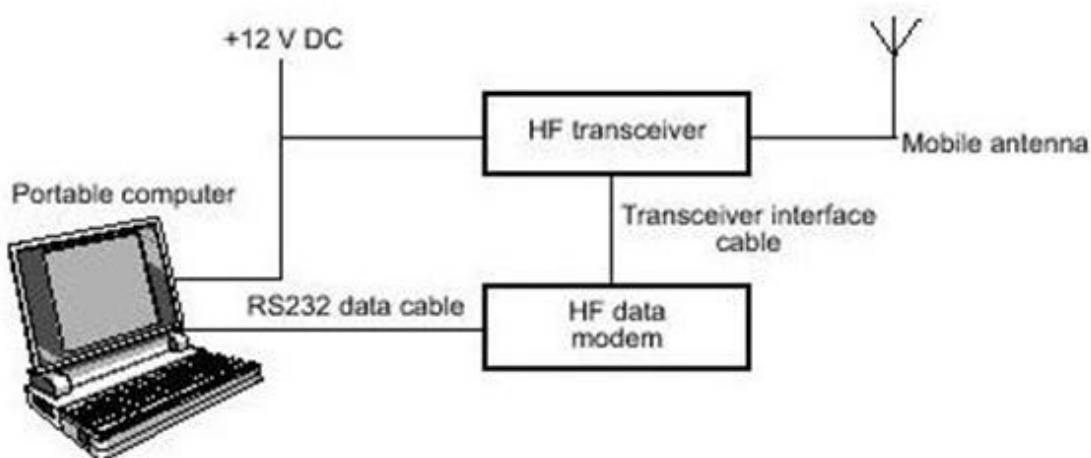 +12 V DC
HF transceiver
Mobile antenna
Portable computer
Transceiver interface
cable
RS232 data cable
HF data
modem